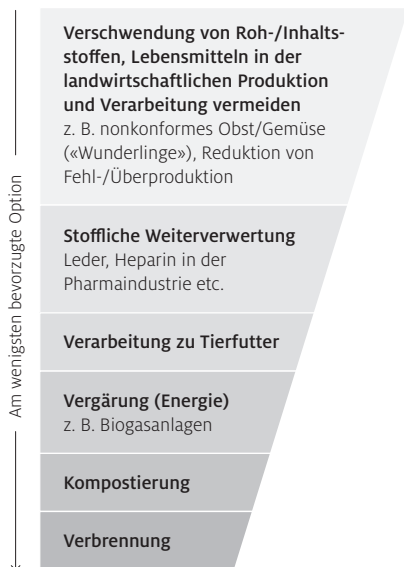 Verschwendung von Roh-/Inhalts-
stoffen, Lebensmitteln in der
landwirtschaftlichen Produktion
und Verarbeitung vermeiden
z. B. nonkonformes Obst/Gemüse
(«Wunderlinge»), Reduktion von
Fehl-/Überproduktion
Stoffliche Weiterverwertung
Leder, Heparin in der
Pharmaindustrie etc.
Verarbeitung zu Tierfutter
Vergärung (Energie)
z. B. Biogasanlagen
Kompostierung
Verbrennung
Am wenigsten bevorzugte Option